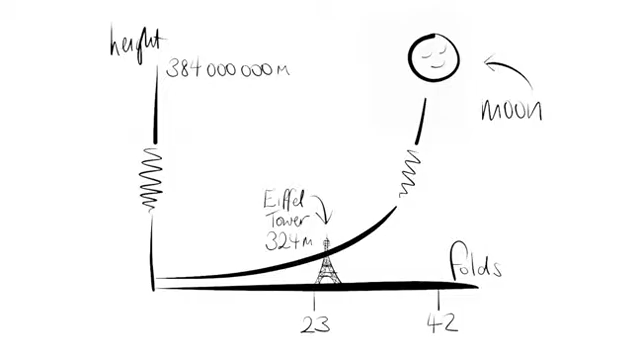 height
384 000 000 M
moon
Eiffel
Tower
324 M
folds
23
42